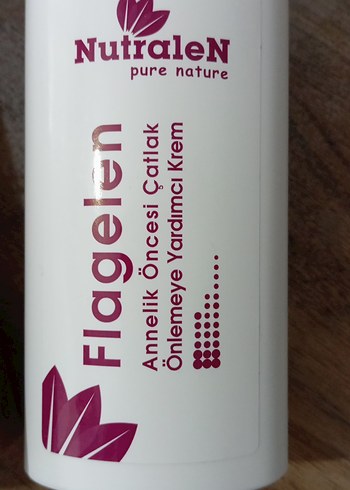 NutraleN
pure nature
Flagelen
Annelik Öncesi Çatlak
Önlemeye Yardımcı Krem